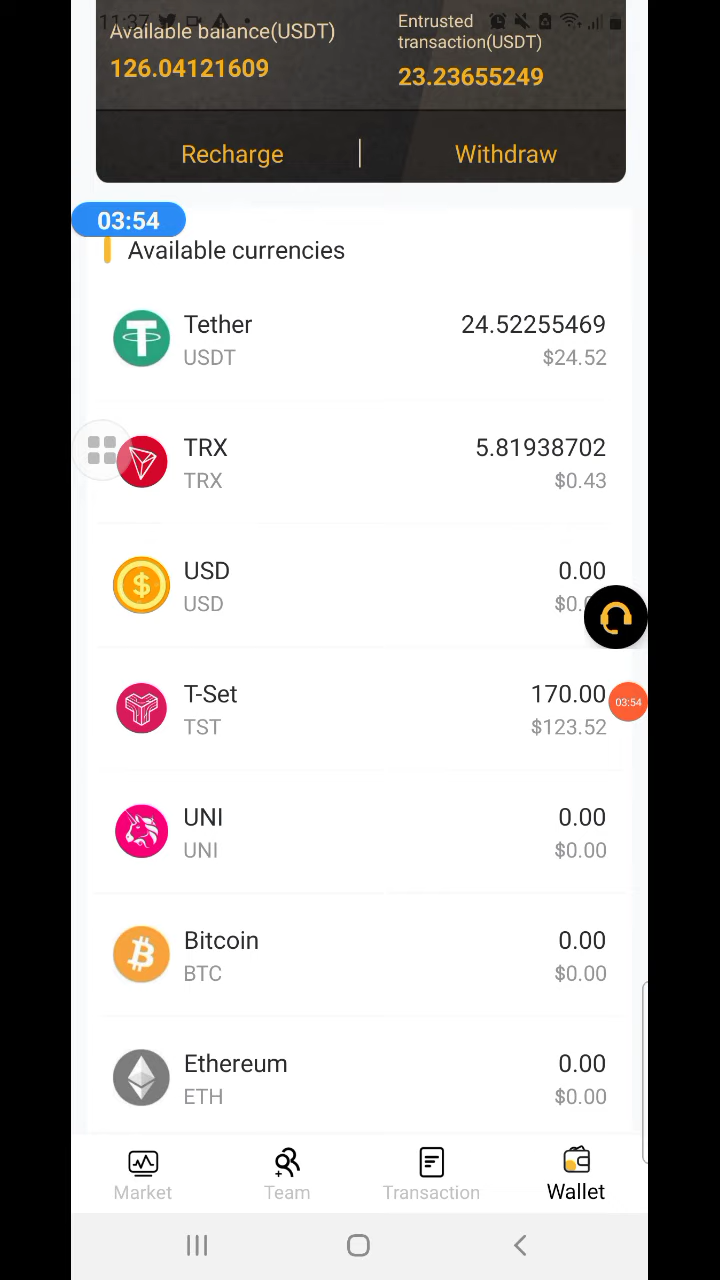 11:37
Available balance(USDT)
126.04121609
Entrusted
transaction(USDT)
23.23655249
Recharge
Withdraw
03:54
Available currencies
Tether
24.52255469
USDT
$24.52
TRX
5.81938702
TRX
$0.43
USD
0.00
USD
$0.
T-Set
170.00
03:54
TST
$123.52
UNI
0.00
UNI
$0.00
Bitcoin
0.00
BTC
$0.00
Ethereum
0.00
ETH
$0.00
Market
Team
Transaction
Wallet